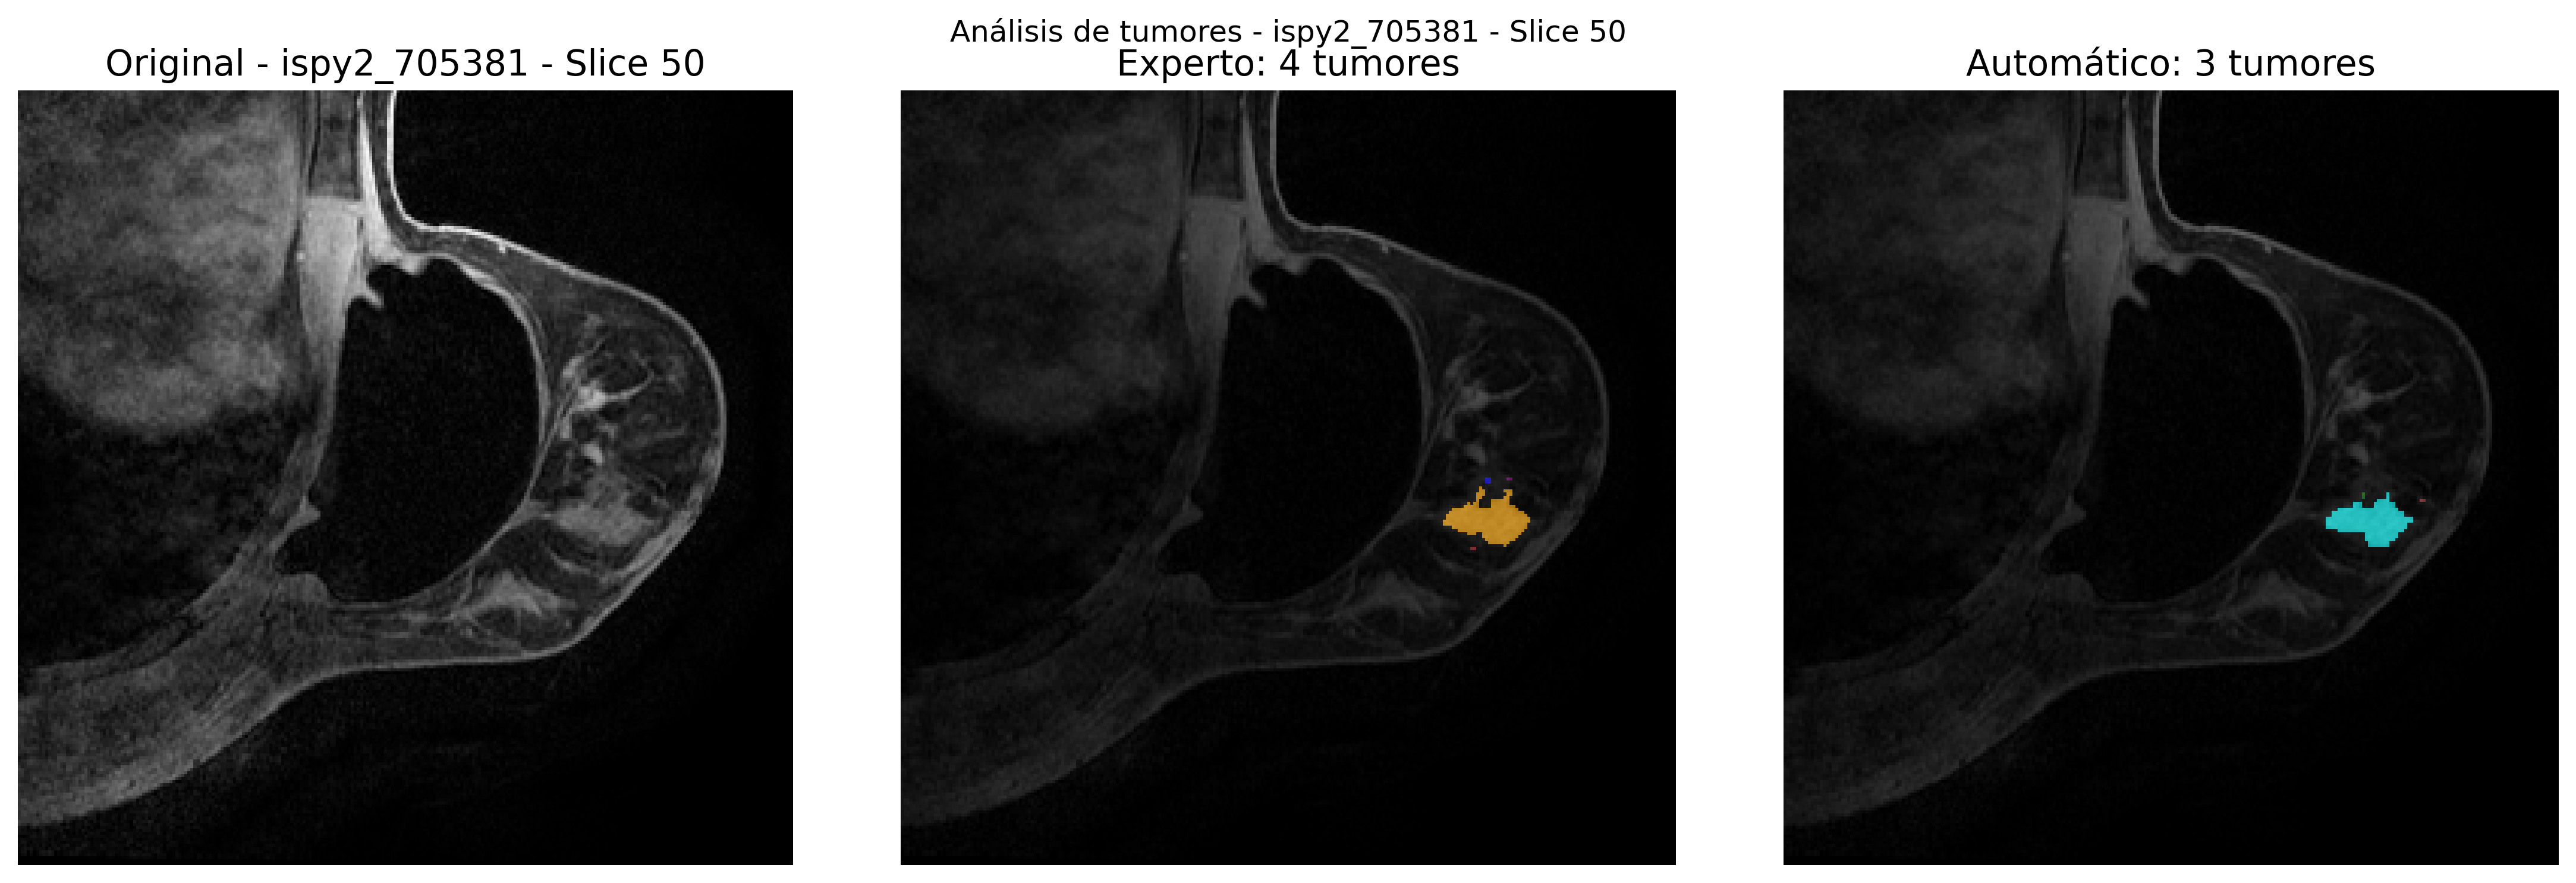 Análisis de tumores - ispy2_705381 - Slice 50
Original - ispy2_705381 - Slice 50
Experto: 4 tumores
Automático: 3 tumores